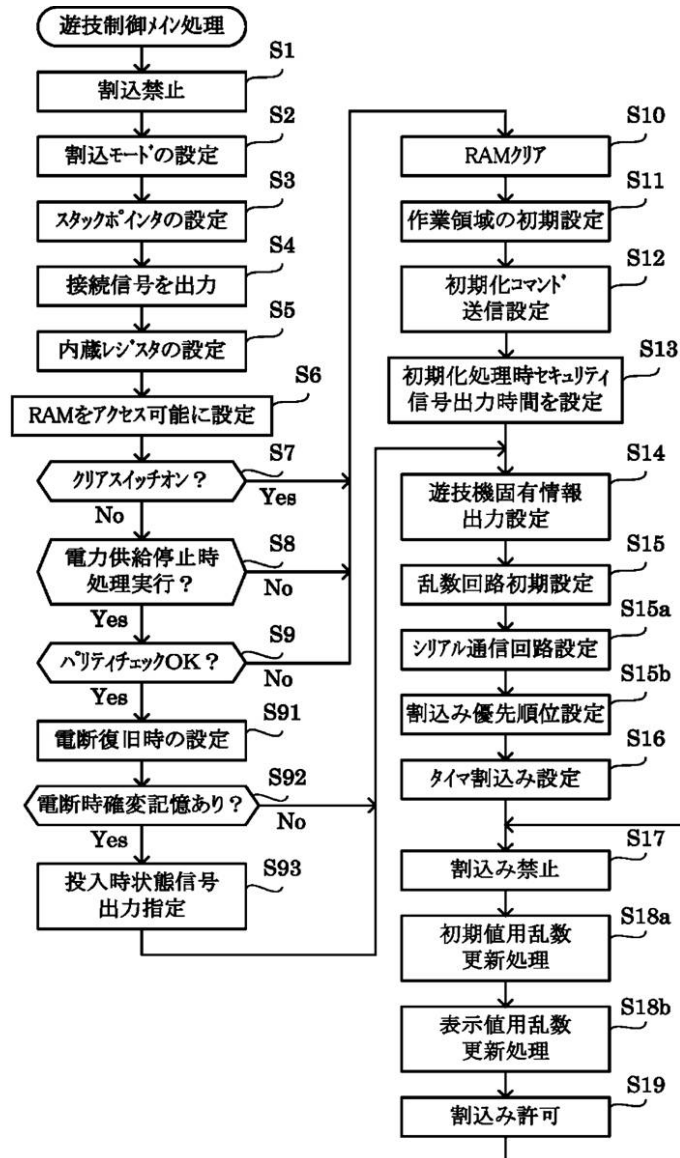 遊技制御メイン処理
S1
割込禁止
S2
割込モードの設定
S3
スタックポインタの設定
S4
接続信号を出力
S5
内蔵レジスタの設定
S6
RAMをアクセス可能に設定
S7
クリアスイッチオン？
Yes
No
S8
電力供給停止時
処理実行？
No
Yes
S9
パリティチェックOK？
No
Yes
S91
電断復旧時の設定
S92
電断時確変記憶あり？
No
Yes
S93
投入時状態信号
出力指定
S10
RAMクリア
S11
作業領域の初期設定
S12
初期化コマンド
送信設定
S13
初期化処理時セキュリティ
信号出力時間を設定
S14
遊技機固有情報
出力設定
S15
乱数回路初期設定
S15a
シリアル通信回路設定
S15b
割込み優先順位設定
S16
タイマ割込み設定
S17
割込み禁止
S18a
初期値用乱数
更新処理
S18b
表示値用乱数
更新処理
S19
割込み許可